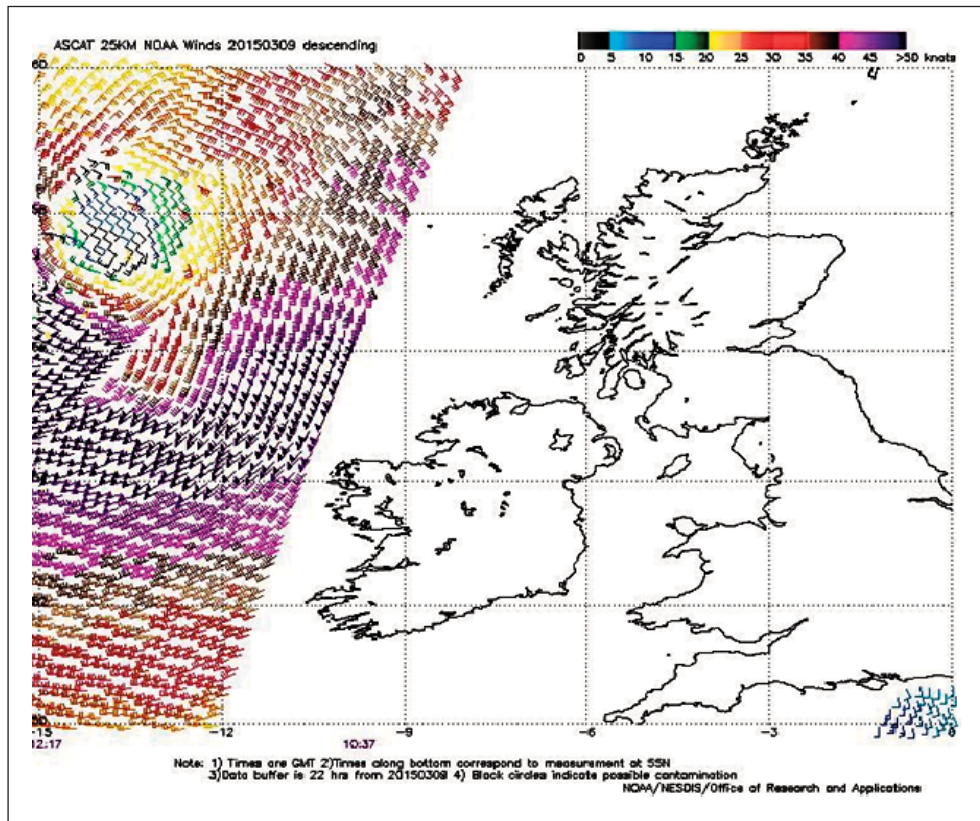 ASCAT 25KM NOAA Winds 20150309 descending
0 5 10 15 20 25 30 35 40 45 >50 knots
60
-15 -12 -9 -6 -3 0
12:17 10:37
Note: 1) Times are GMT 2)Times along bottom correspond to measurement at 55N
3)Data buffer is 22 hrs from 20150309 4) Black circles indicate possible contamination
NOAA/NESDIS/Office of Research and Applications